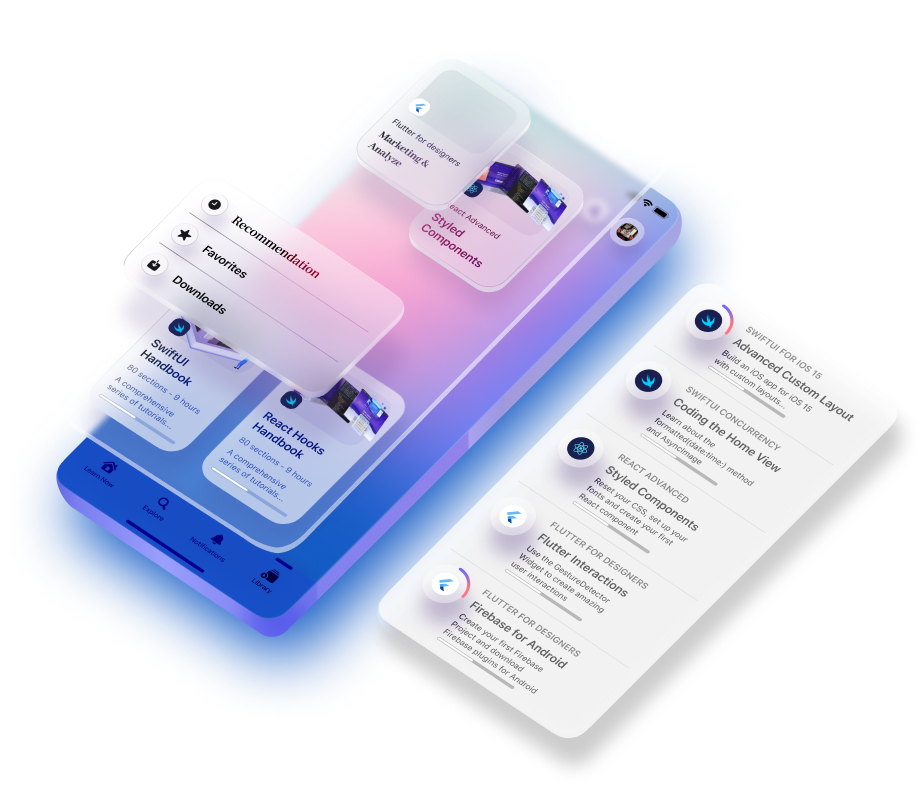 Flutter for designers
Marketing &
Analyze
eact Advanced
Styled
Components
Recommendation
Favorites
Downloads
SwiftUI
Handbook
80 sections - 9 hours
A comprehensive
series of tutorials...
React Hooks
Handbook
80 sections - 9 hours
A comprehensive
series of tutorials...
Learn Now
Explore
Notifications
Library
SWIFTUI FOR IOS 15
Advanced Custom Layout
Build an iOS app for iOS 15
with custom layouts...
SWIFTUI CONCURRENCY
Coding the Home View
Learn about the
formatted(date:time:) method
and AsyncImage
REACT ADVANCED
Styled Components
Reset your CSS, set up your
fonts and create your first
React component
FLUTTER FOR DESIGNERS
Flutter Interactions
Use the GestureDetector
Widget to create amazing
user interactions
FLUTTER FOR DESIGNERS
Firebase for Android
Create your first Firebase
Project and download
Firebase plugins for Android